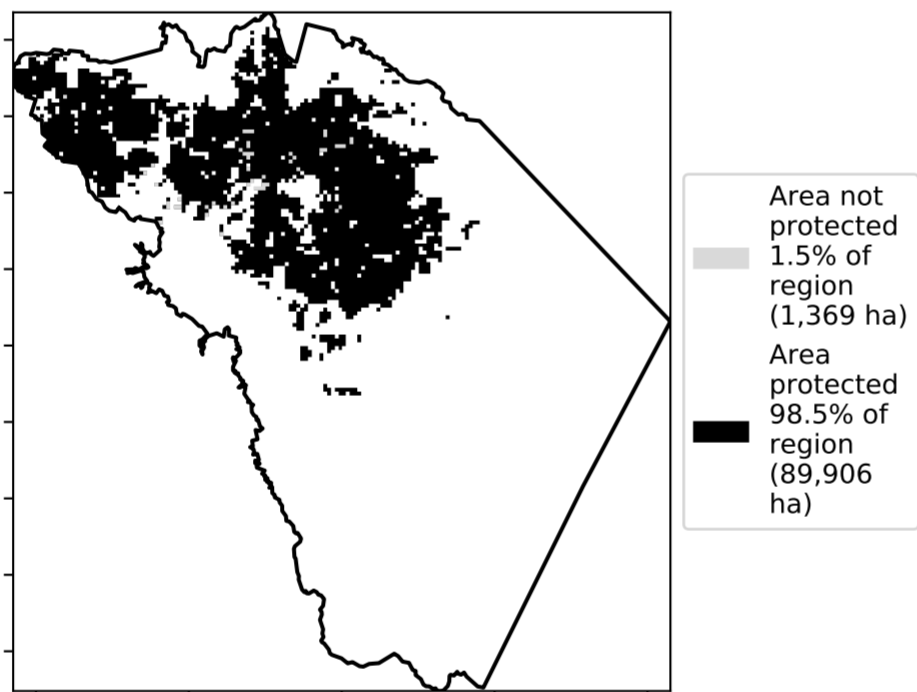 Area not
protected
1.5% of
region
(1,369 ha)
Area
protected
98.5% of
region
(89,906
ha)